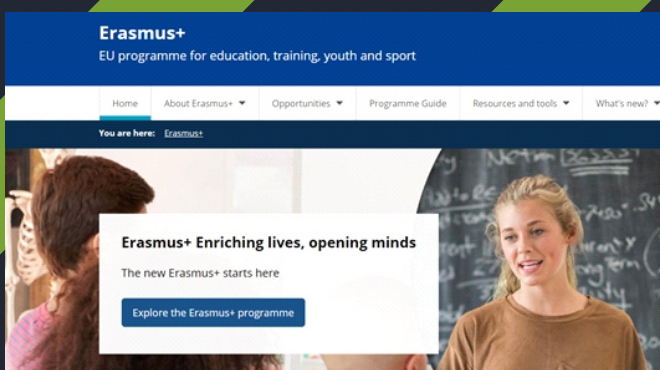 Erasmus+
EU programme for education, training, youth and sport
Home About Erasmus+ Opportunities Programme Guide Resources and tools What's new?
You are here: Erasmus+
Erasmus+ Enriching lives, opening minds
The new Erasmus+ starts here
Explore the Erasmus+ programme